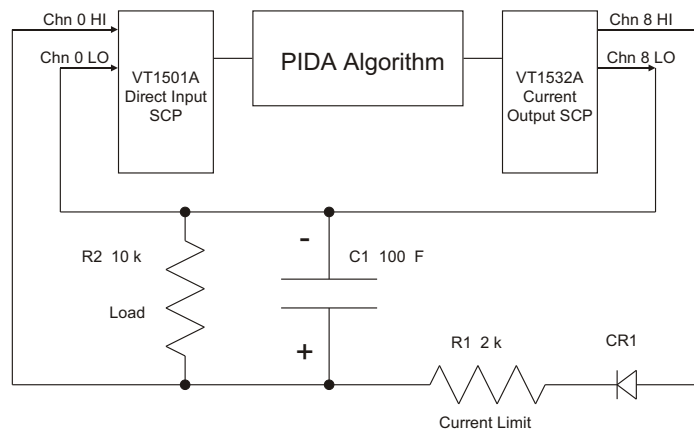 Chn 0 HI
Chn 8 HI
Chn 0 LO
Chn 8 LO
VT1501A
Direct Input
SCP
PIDA Algorithm
VT1532A
Current
Output SCP
-
R2 10 k
C1 100 F
Load
+
R1 2 k
CR1
Current Limit